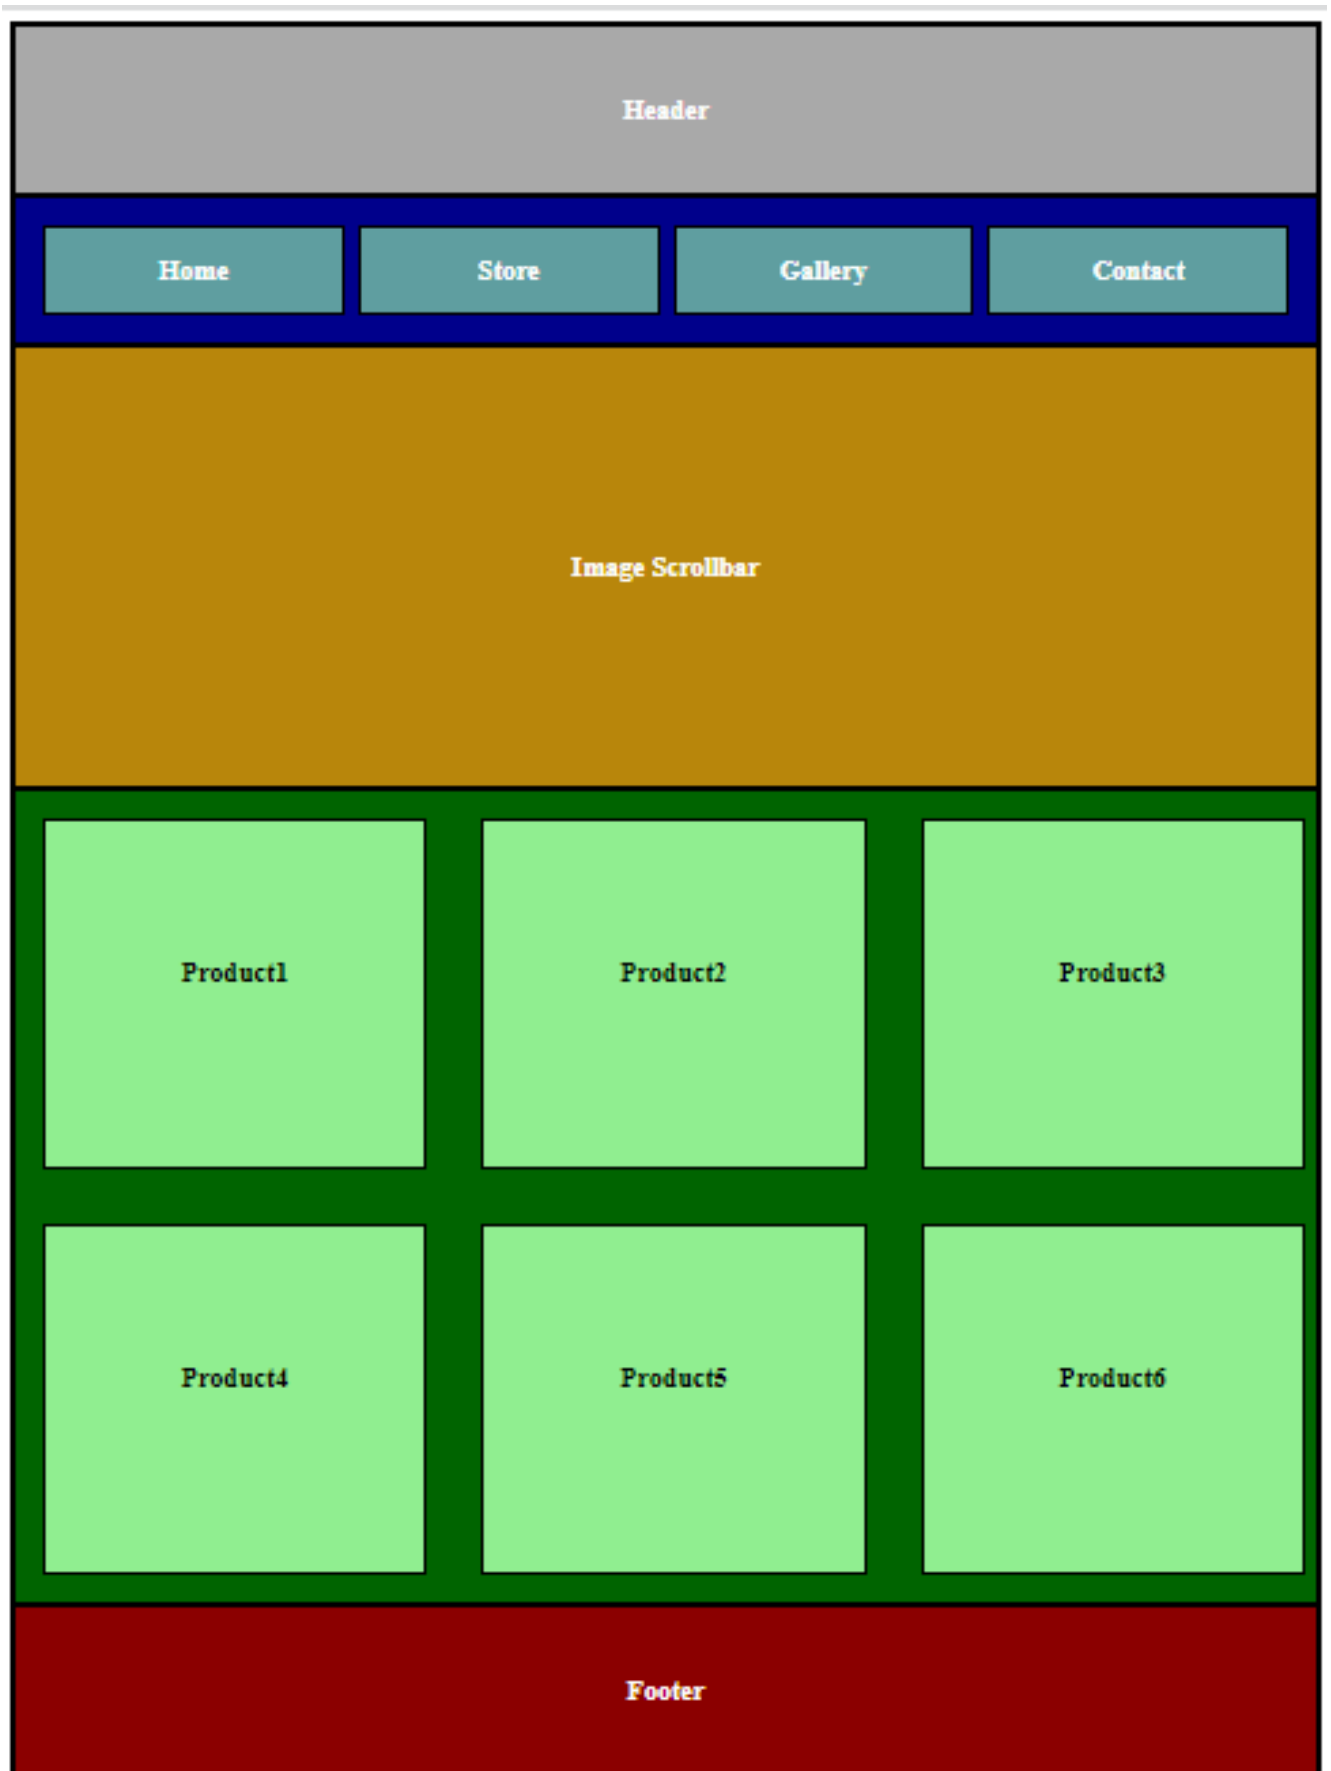 Header
Home Store Gallery Contact
Image Scrollbar
Product1 Product2 Product3
Product4 Product5 Product6
Footer